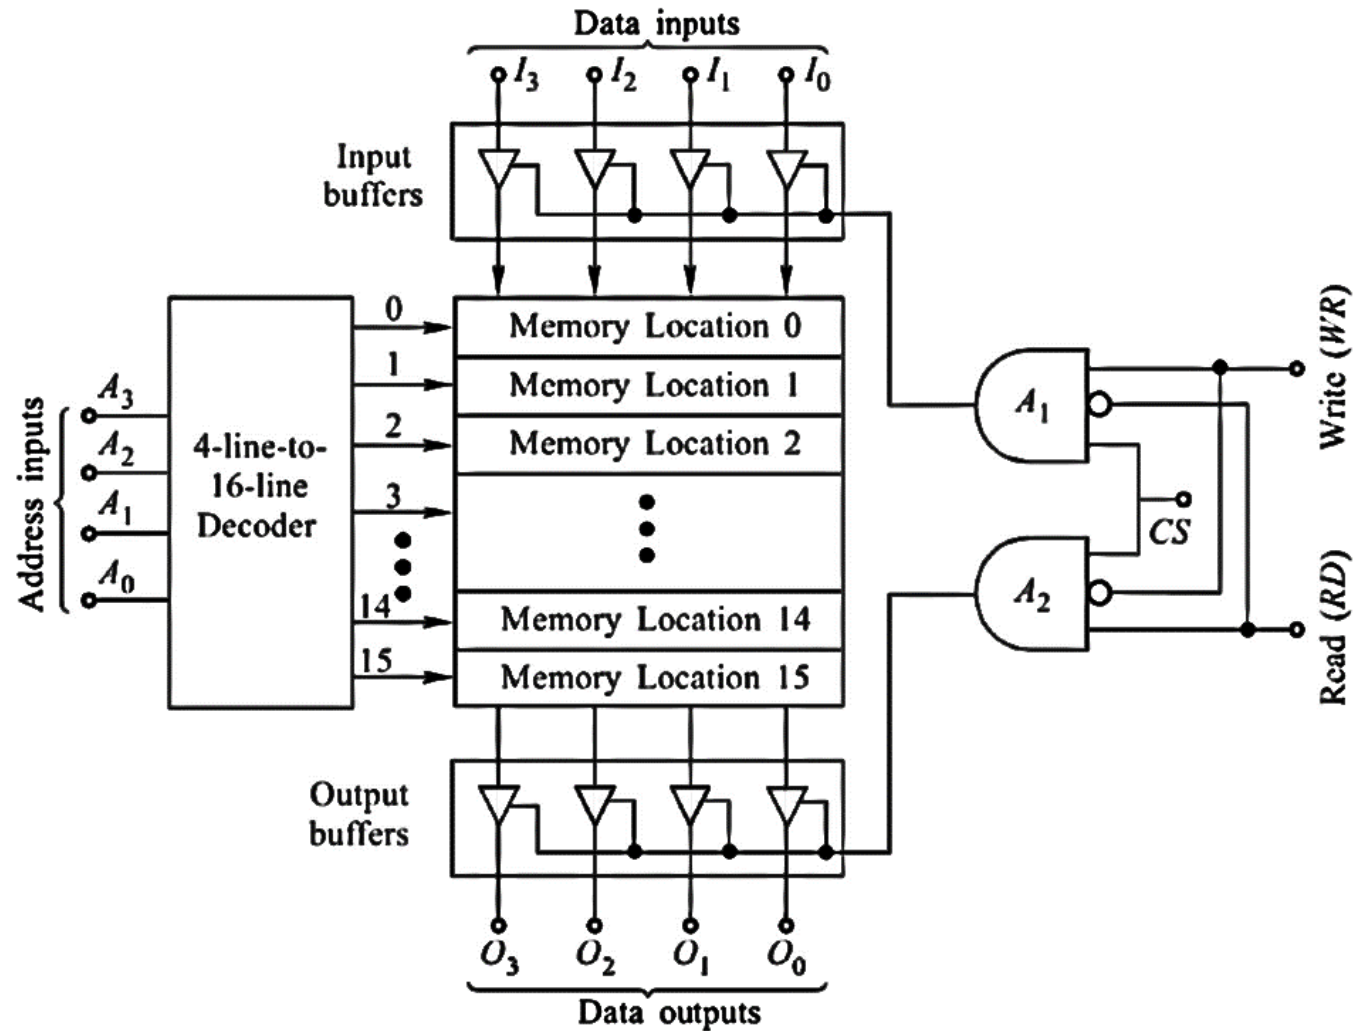 Data inputs
I3 I2 I1 I0
Input
buffers
0
Memory Location 0
1
Memory Location 1
2
Memory Location 2
3
14
Memory Location 14
15
Memory Location 15
Address inputs
A3
A2
A1
A0
4-line-to-
16-line
Decoder
A1
A2
CS
Write (WR)
Read (RD)
Output
buffers
O3 O2 O1 O0
Data outputs